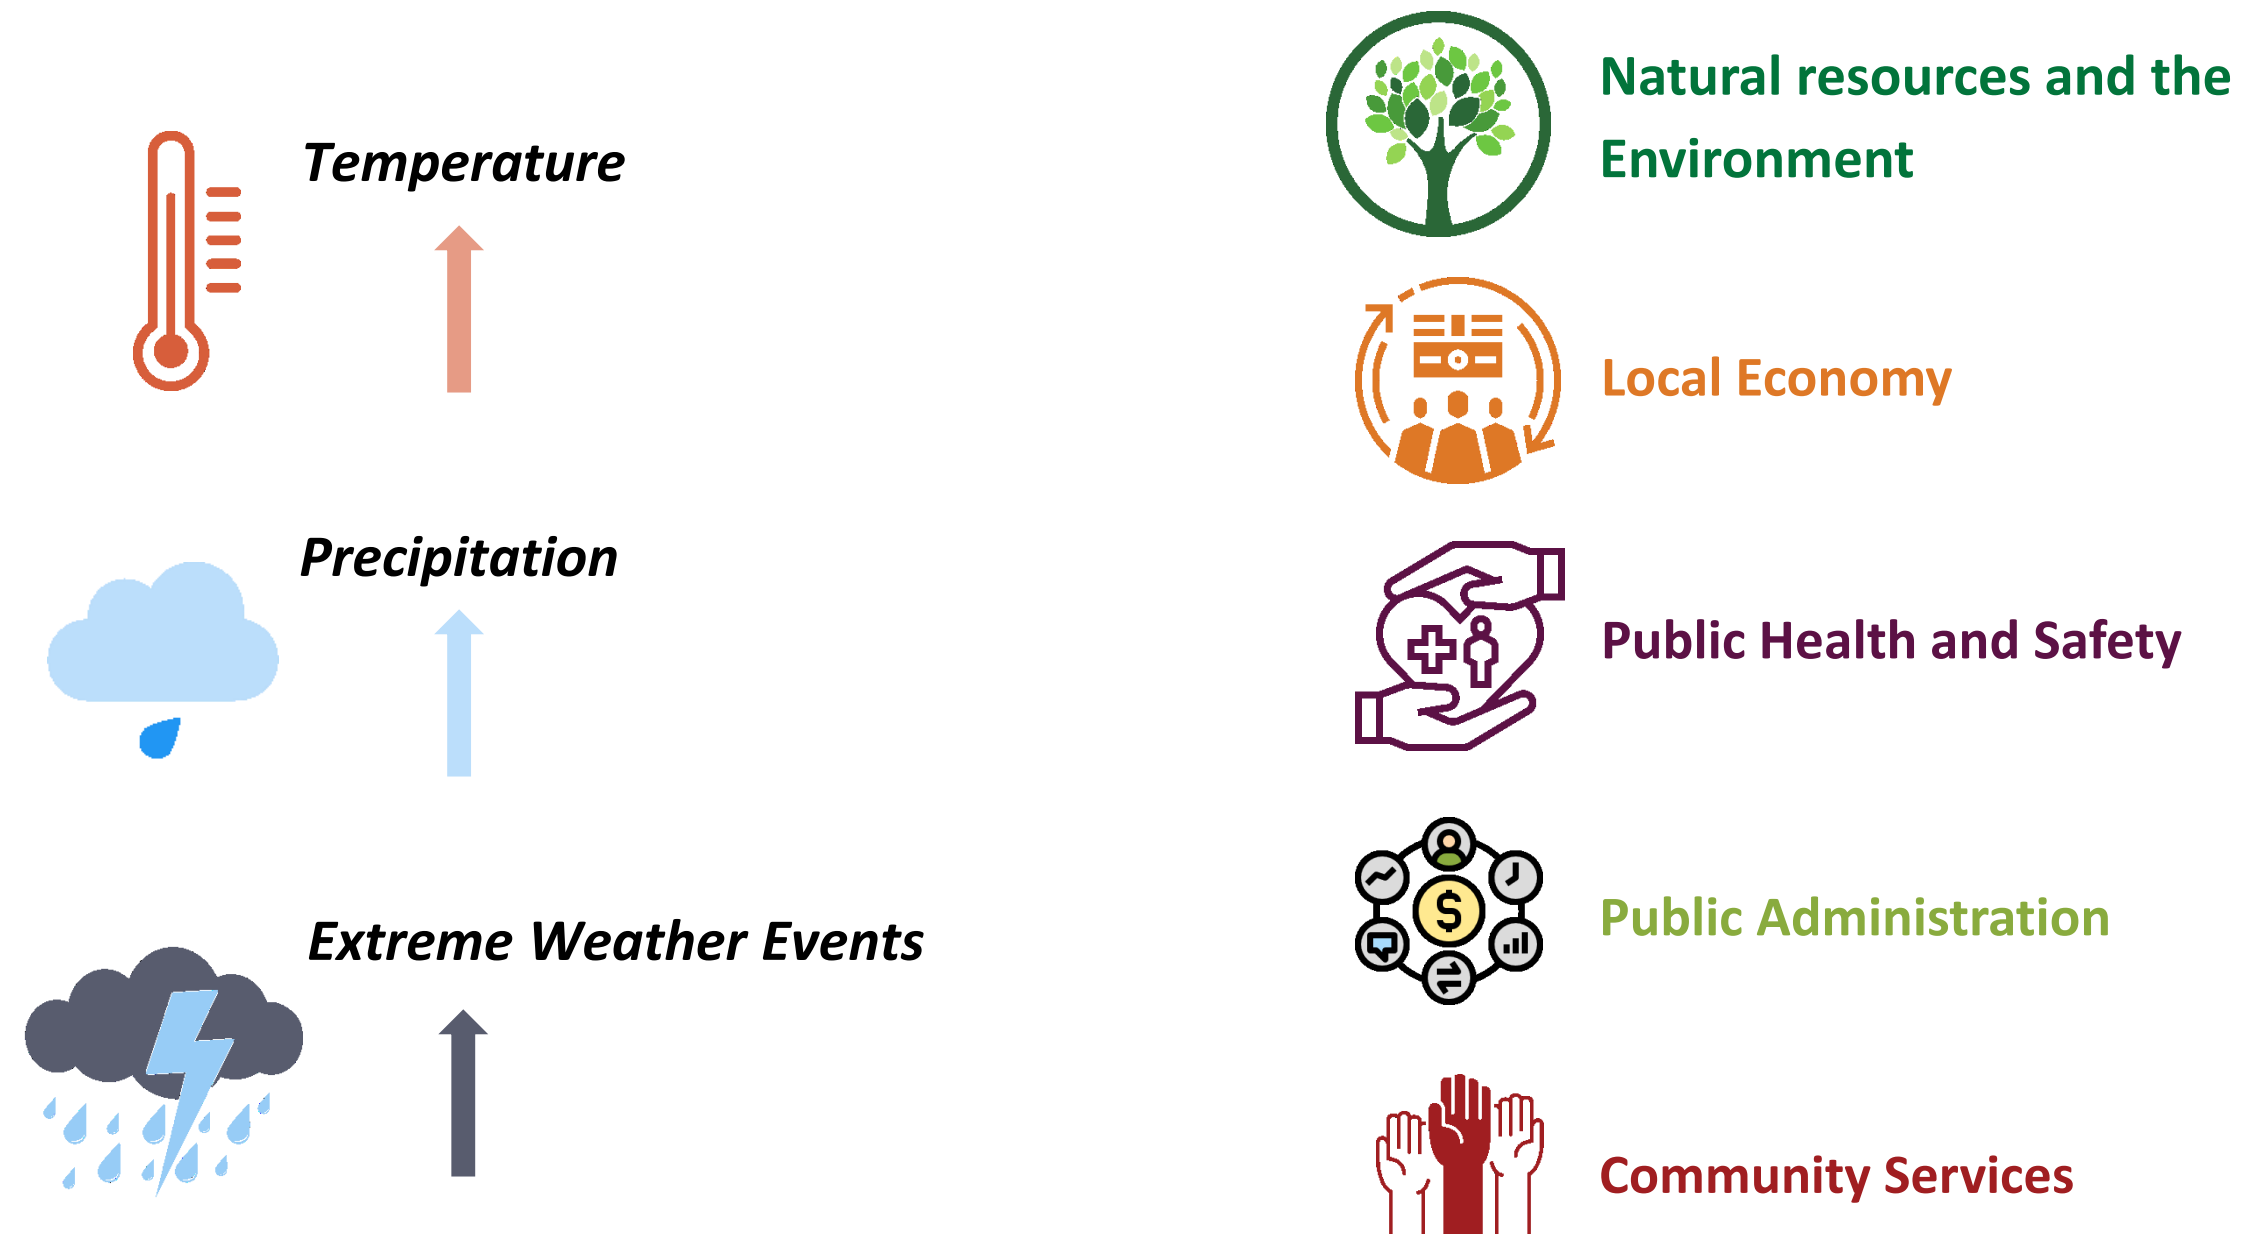 Temperature
Precipitation
Extreme Weather Events
Natural resources and the
Environment
Local Economy
Public Health and Safety
$
Public Administration
Community Services